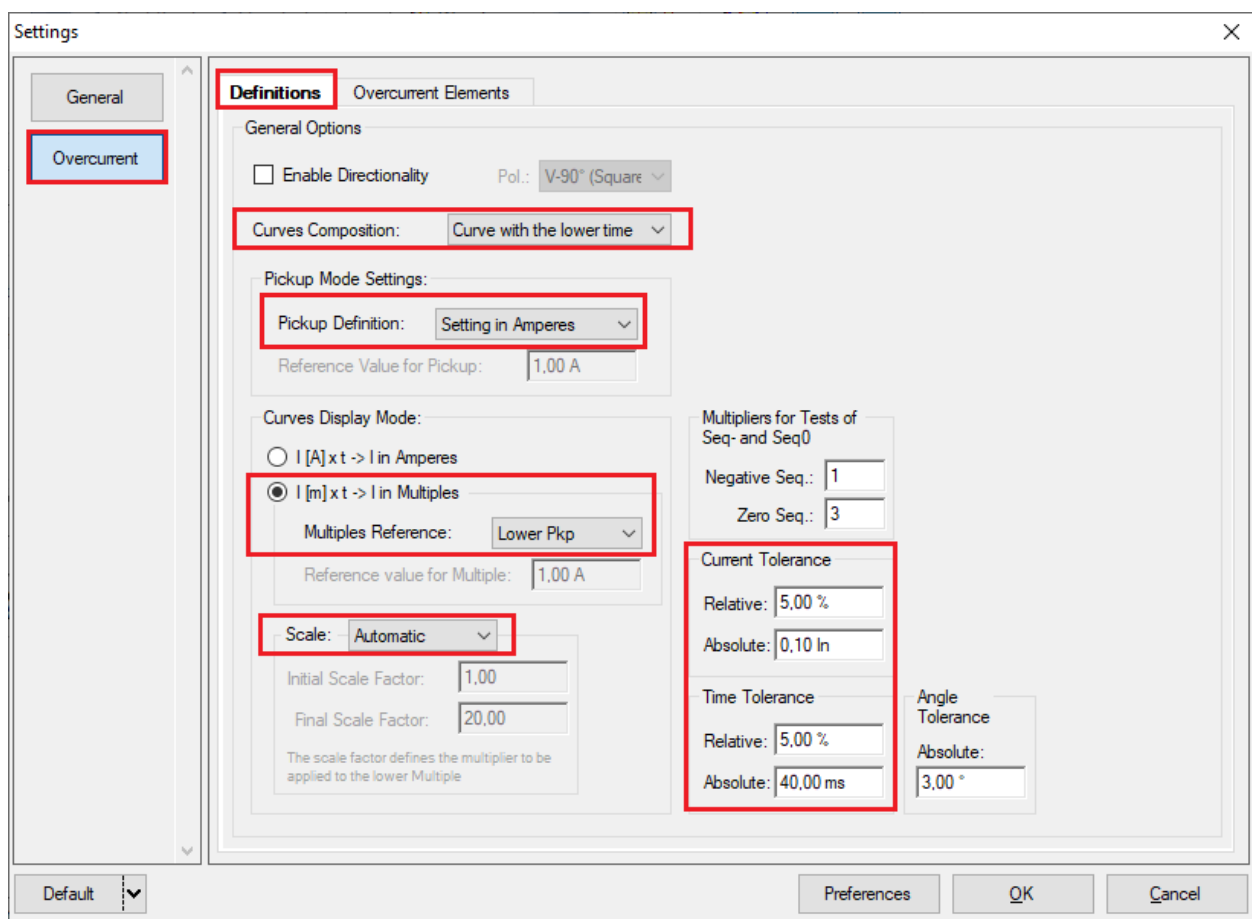 Settings
General
Overcurrent
Definitions
Overcurrent Elements
General Options
Enable Directionality
Pol.: V-90° (Square
Curves Composition: Curve with the lower time
Pickup Mode Settings:
Pickup Definition: Setting in Amperes
Reference Value for Pickup: 1,00 A
Curves Display Mode:
I [A] x t -> I in Amperes
I [m] x t -> I in Multiples
Multiples Reference: Lower Pkp
Reference value for Multiple: 1,00 A
Scale: Automatic
Initial Scale Factor: 1,00
Final Scale Factor: 20,00
The scale factor defines the multiplier to be
applied to the lower Multiple
Multipliers for Tests of
Seq- and Seq0
Negative Seq.: 1
Zero Seq.: 3
Current Tolerance
Relative: 5,00 %
Absolute: 0,10 In
Time Tolerance
Relative: 5,00 %
Absolute: 40,00 ms
Angle
Tolerance
Absolute:
3,00 °
Default
Preferences
OK
Cancel